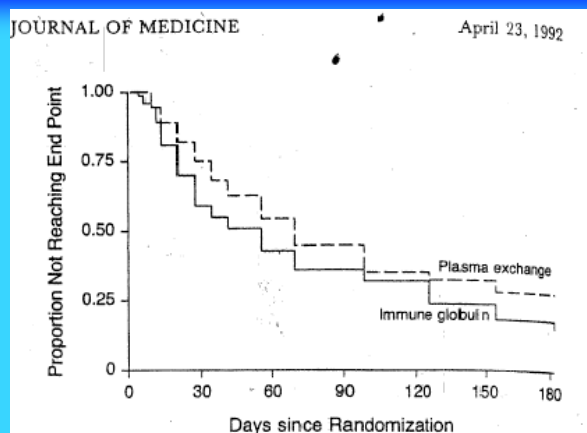 JOURNAL OF MEDICINE April 23, 1992
Proportion Not Reaching End Point
1.00
0.75
0.50
0.25
0
Plasma exchange
Immune globulin
0 30 60 90 120 150 180
Days since Randomization